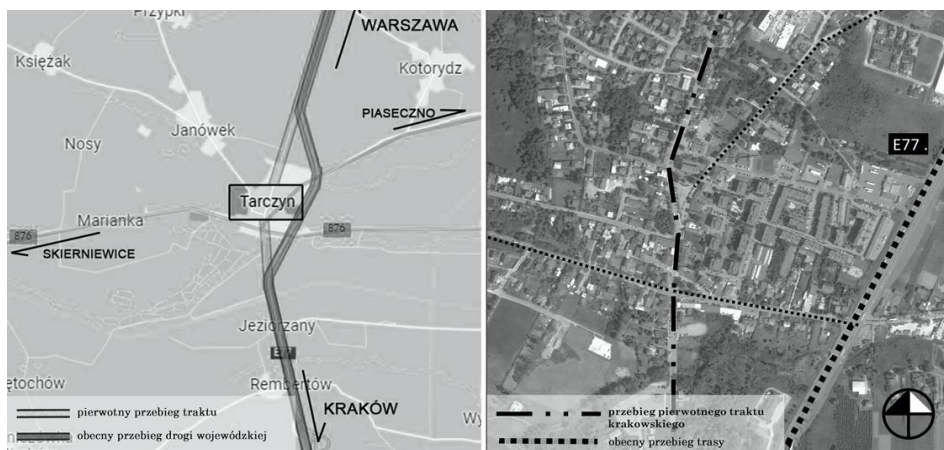 Przypki
WARSZAWA
Książak
Kotorydz
PIASECZNO
Janówek
Nosy
Tarczyn
Marianka
876
876
SKIERNIEWICE
Jeziorzany
E77
Rembertów
KRAKÓW
pierwotny przebieg traktu
obecny przebieg drogi wojewódzkiej
E77.
przebieg pierwotnego traktu
krakowskiego
obecny przebieg trasy